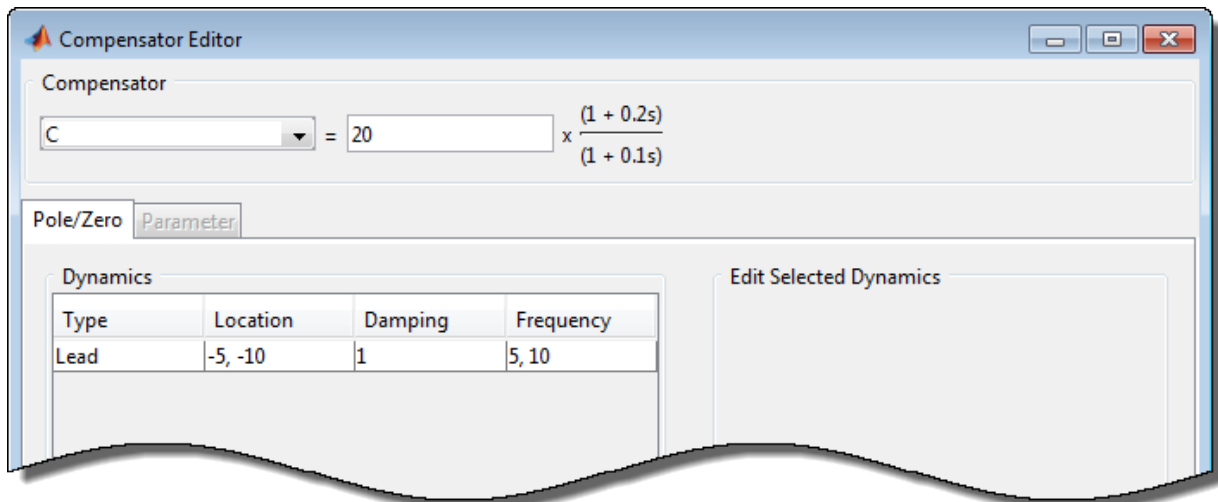 Compensator Editor
Compensator
C = 20 x (1 + 0.2s)
(1 + 0.1s)
Pole/Zero Parameter
Dynamics Edit Selected Dynamics
Type Location Damping Frequency
Lead -5, -10 1 5, 10